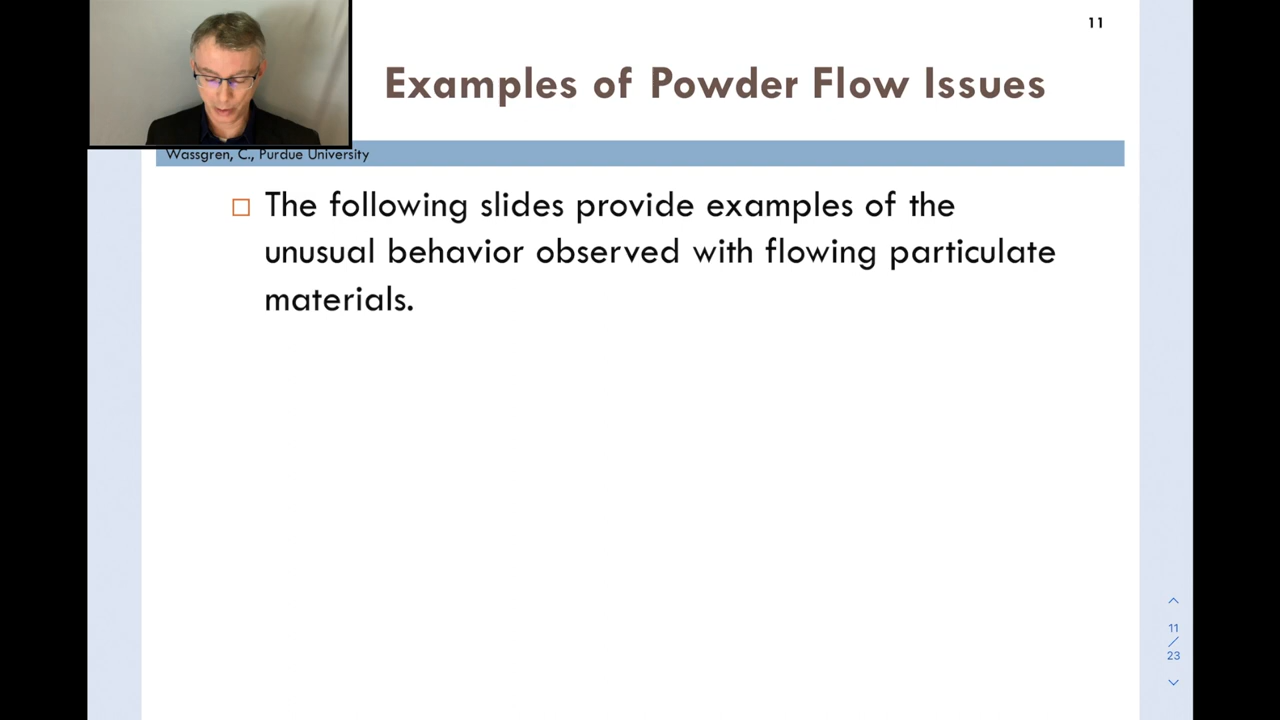 11
Examples of Powder Flow Issues
Wassgren, C., Purdue University
The following slides provide examples of the
unusual behavior observed with flowing particulate
materials.
11
/
23